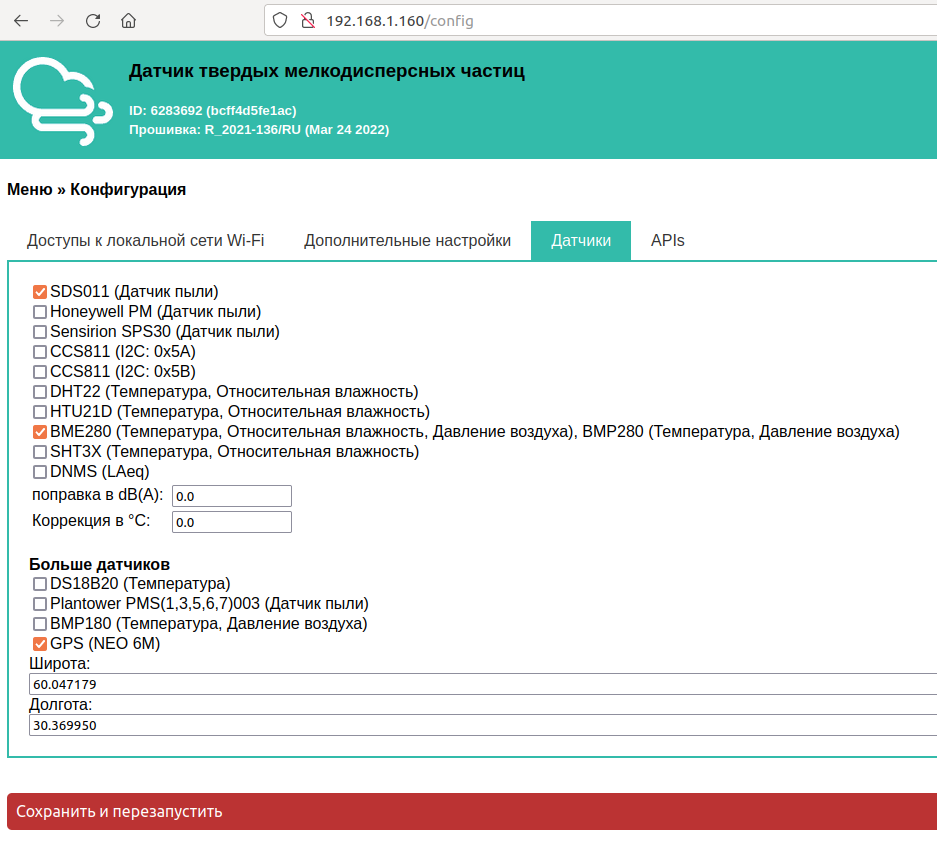 192.168.1.160/config
Датчик твердых мелкодисперсных частиц
ID: 6283692 (bcff4d5fe1ac)
Прошивка: R_2021-136/RU (Mar 24 2022)
Меню » Конфигурация
Доступы к локальной сети Wi-Fi Дополнительные настройки Датчики APIs
SDS011 (Датчик пыли)
Honeywell PM (Датчик пыли)
Sensirion SPS30 (Датчик пыли)
CCS811 (I2C: 0x5A)
CCS811 (I2C: 0x5B)
DHT22 (Температура, Относительная влажность)
HTU21D (Температура, Относительная влажность)
BME280 (Температура, Относительная влажность, Давление воздуха), BMP280 (Температура, Давление воздуха)
SHT3X (Температура, Относительная влажность)
DNMS (LAeq)
поправка в dB(A): 0.0
Коррекция в °C: 0.0
Больше датчиков
DS18B20 (Температура)
Plantower PMS(1,3,5,6,7)003 (Датчик пыли)
BMP180 (Температура, Давление воздуха)
GPS (NEO 6M)
Широта:
60.047179
Долгота:
30.369950
Сохранить и перезапустить